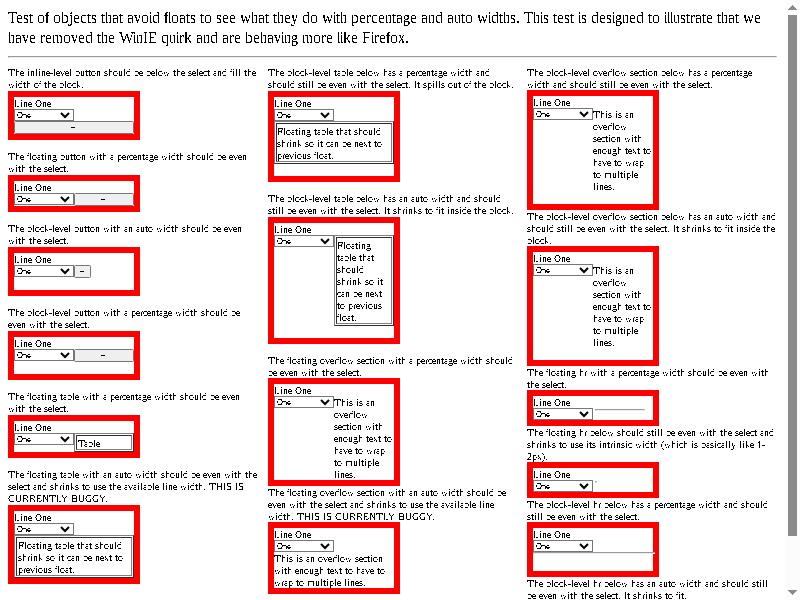 Test of objects that avoid floats to see what they do with percentage and auto widths. This test is designed to illustrate that we
have removed the WinIE quirk and are behaving more like Firefox.
The inline-level button should be below the select and fill the
width of the block.
Line One
One
-
The floating button with a percentage width should be even
with the select.
Line One
One
-
The block-level button with an auto width should be even
with the select.
Line One
One
-
The block-level button with a percentage width should be
even with the select.
Line One
One
-
The floating table with a percentage width should be even
with the select.
Line One
One
Table
The floating table with an auto width should be even with the
select and shrinks to use the available line width. THIS IS
CURRENTLY BUGGY.
Line One
One
Floating table that should
shrink so it can be next to
previous float.
The block-level table below has a percentage width and
should still be even with the select. It spills out of the block.
Line One
One
Floating table that should
shrink so it can be next to
previous float.
The block-level table below has an auto width and should
still be even with the select. It shrinks to fit inside the block.
Line One
One
Floating
table that
should
shrink so it
can be next
to previous
float.
The floating overflow section with a percentage width should
be even with the select.
Line One
One
This is an
overflow
section with
enough text to
have to wrap
to multiple
lines.
The floating overflow section with an auto width should be
even with the select and shrinks to use the available line
width. THIS IS CURRENTLY BUGGY.
Line One
One
This is an overflow section
with enough text to have to
wrap to multiple lines.
The block-level overflow section below has a percentage
width and should still be even with the select.
Line One
One
This is an
overflow
section with
enough text to
have to wrap
to multiple
lines.
The block-level overflow section below has an auto width and
should still be even with the select. It shrinks to fit inside the
block.
Line One
One
This is an
overflow
section with
enough text to
have to wrap
to multiple
lines.
The floating hr with a percentage width should be even with
the select.
Line One
One
The floating hr below should still be even with the select and
shrinks to use its intrinsic width (which is basically like 1-
2px).
Line One
One
The block-level hr below has a percentage width and should
still be even with the select.
Line One
One
The block-level hr below has an auto width and should still
be even with the select. It shrinks to fit.